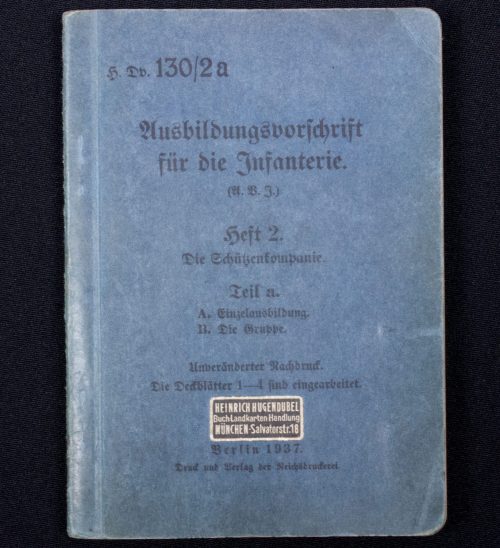 H. Dv. 130/2a
Ausbildungsvorschrift
für die Infanterie.
(A. V. I.)
Heft 2.
Die Schützenkompanie.
Teil a.
A. Einzelausbildung.
B. Die Gruppe.
Unveränderter Nachdruck.
Die Deckblätter 1—4 sind eingearbeitet.
HEINRICH HUGENDUBEL
Buch.Landkarten Handlung
MÜNCHEN-Salvatorstr.18
Berlin 1937.
Druck und Verlag der Reichsdruckerei